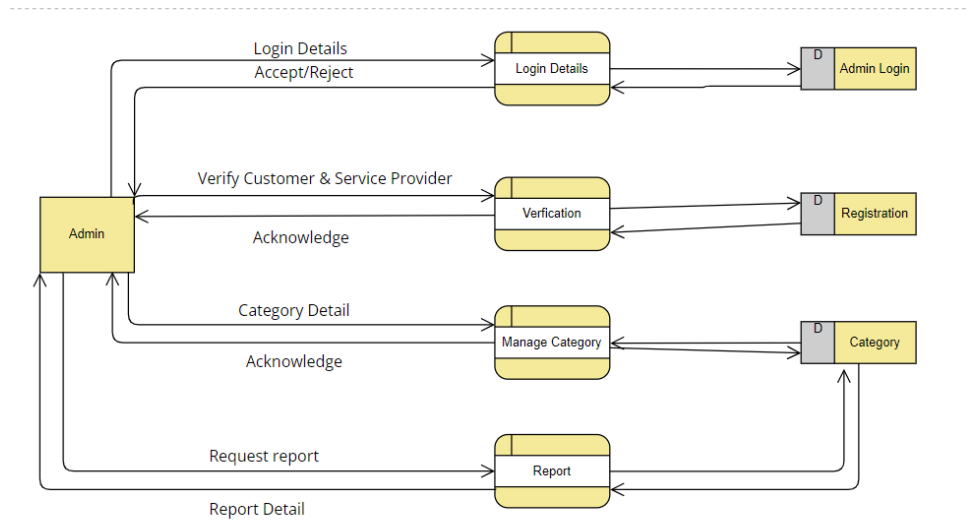 Login Details
Accept/Reject
Login Details
D
Admin Login
Verify Customer & Service Provider
Acknowledge
Verfication
D
Registration
Admin
Category Detail
Acknowledge
Manage Category
D
Category
Request report
Report Detail
Report